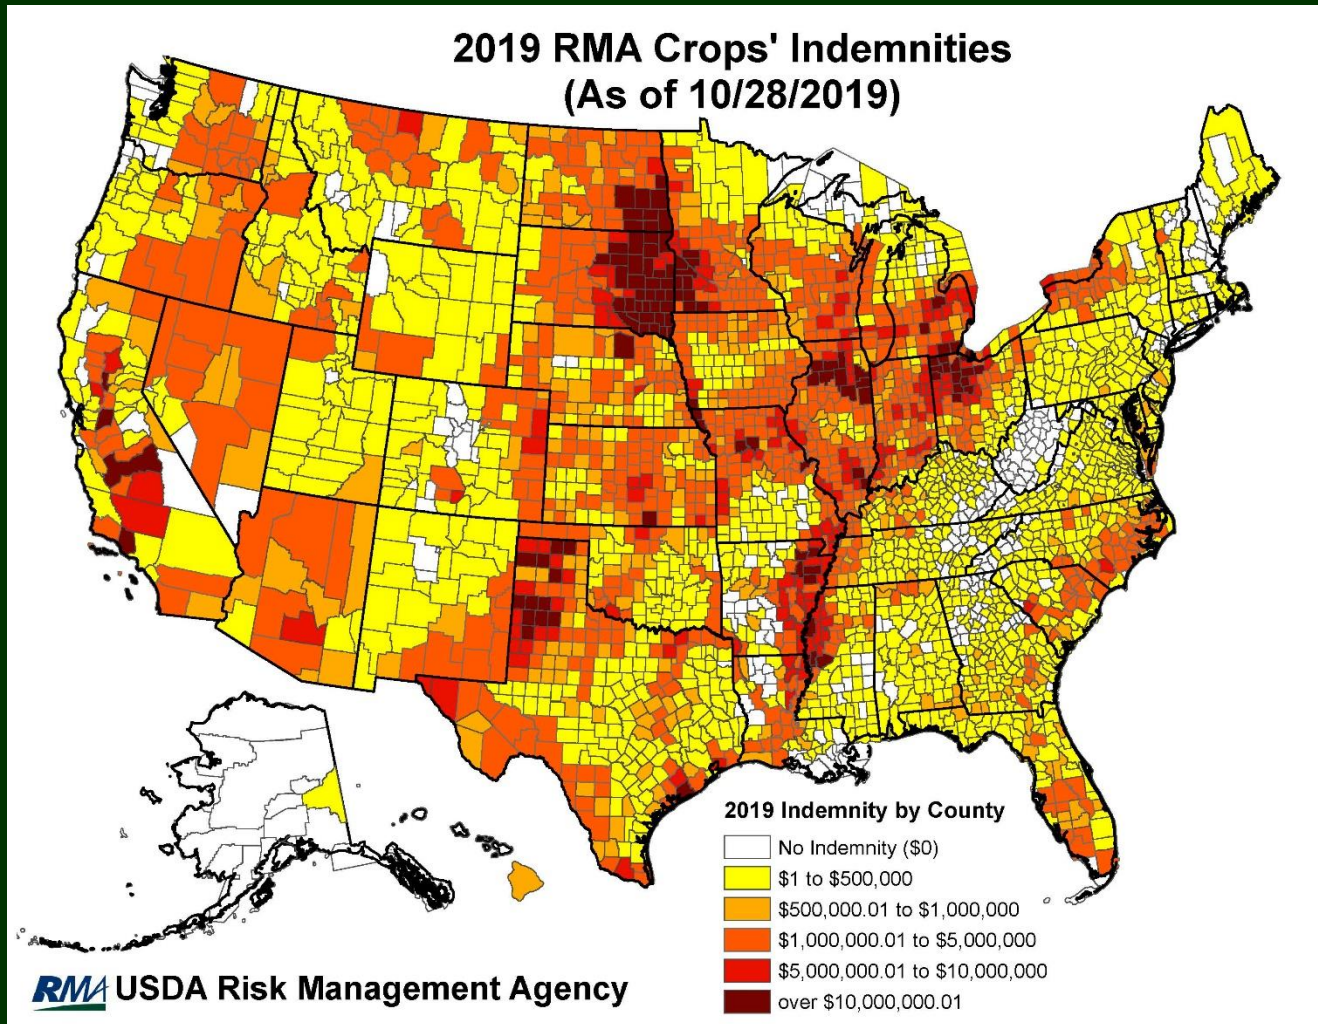 2019 RMA Crops' Indemnities
(As of 10/28/2019)
2019 Indemnity by County
No Indemnity ($0)
$1 to $500,000
$500,000.01 to $1,000,000
$1,000,000.01 to $5,000,000
$5,000,000.01 to $10,000,000
over $10,000,000.01
RMA USDA Risk Management Agency